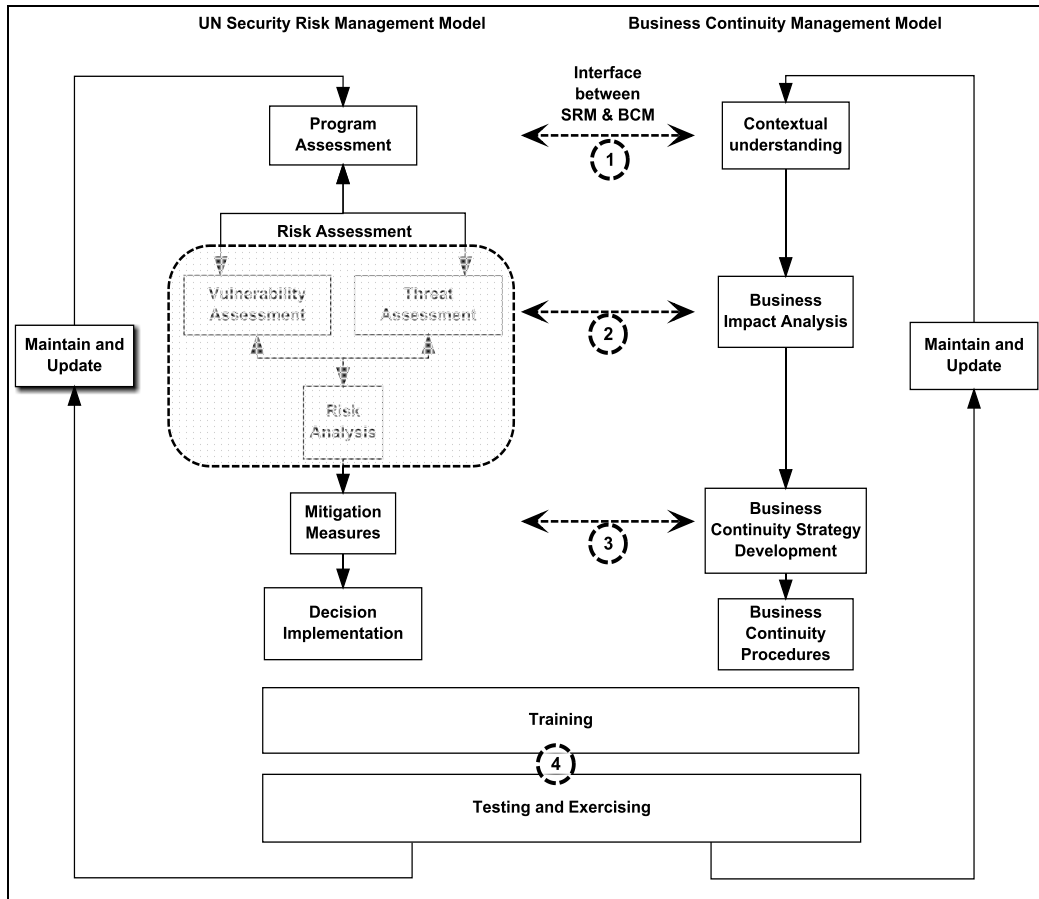 UN Security Risk Management Model
Business Continuity Management Model
Interface
between
SRM & BCM
Program
Assessment
1
Contextual
understanding
Risk Assessment
Vulnerability
Assessment
Threat
Assessment
2
Business
Impact Analysis
Maintain and
Update
Maintain and
Update
Risk
Analysis
Mitigation
Measures
3
Business
Continuity Strategy
Development
Decision
Implementation
Business
Continuity
Procedures
Training
4
Testing and Exercising